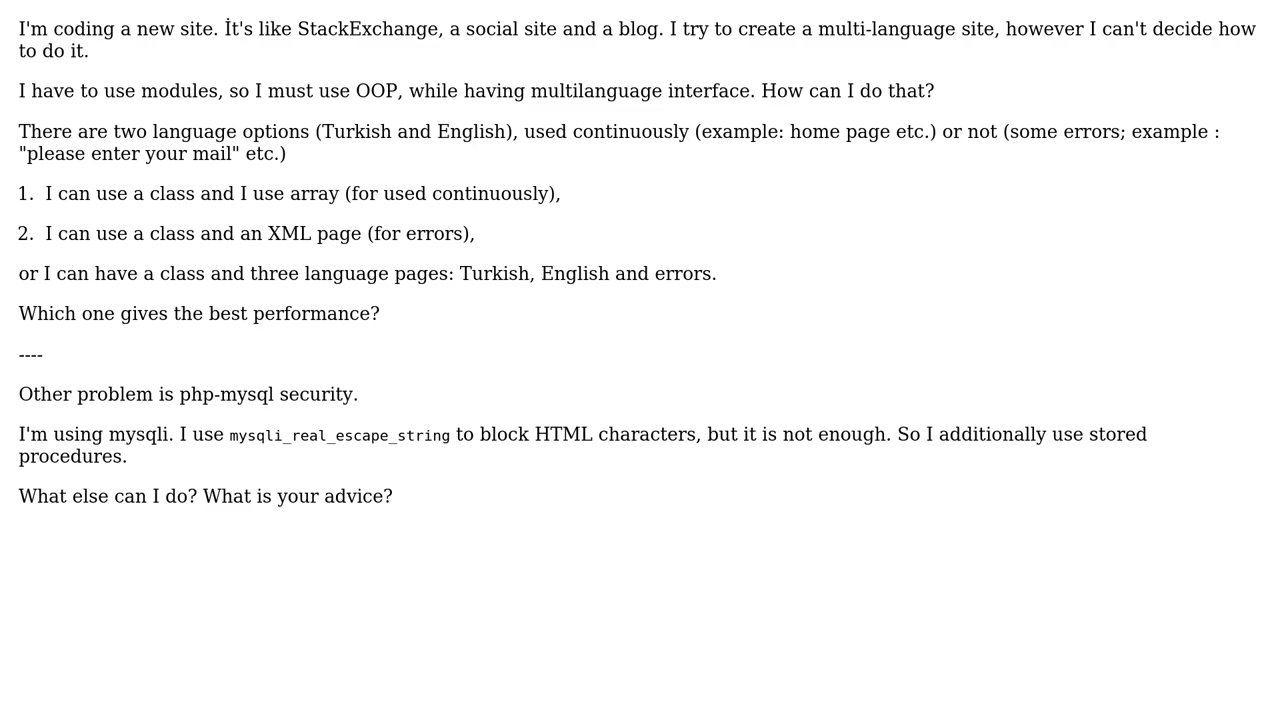 I'm coding a new site. İt's like StackExchange, a social site and a blog. I try to create a multi-language site, however I can't decide how
to do it.
I have to use modules, so I must use OOP, while having multilanguage interface. How can I do that?
There are two language options (Turkish and English), used continuously (example: home page etc.) or not (some errors; example :
"please enter your mail" etc.)
1. I can use a class and I use array (for used continuously),
2. I can use a class and an XML page (for errors),
or I can have a class and three language pages: Turkish, English and errors.
Which one gives the best performance?
----
Other problem is php-mysql security.
I'm using mysqli. I use mysqli_real_escape_string to block HTML characters, but it is not enough. So I additionally use stored
procedures.
What else can I do? What is your advice?